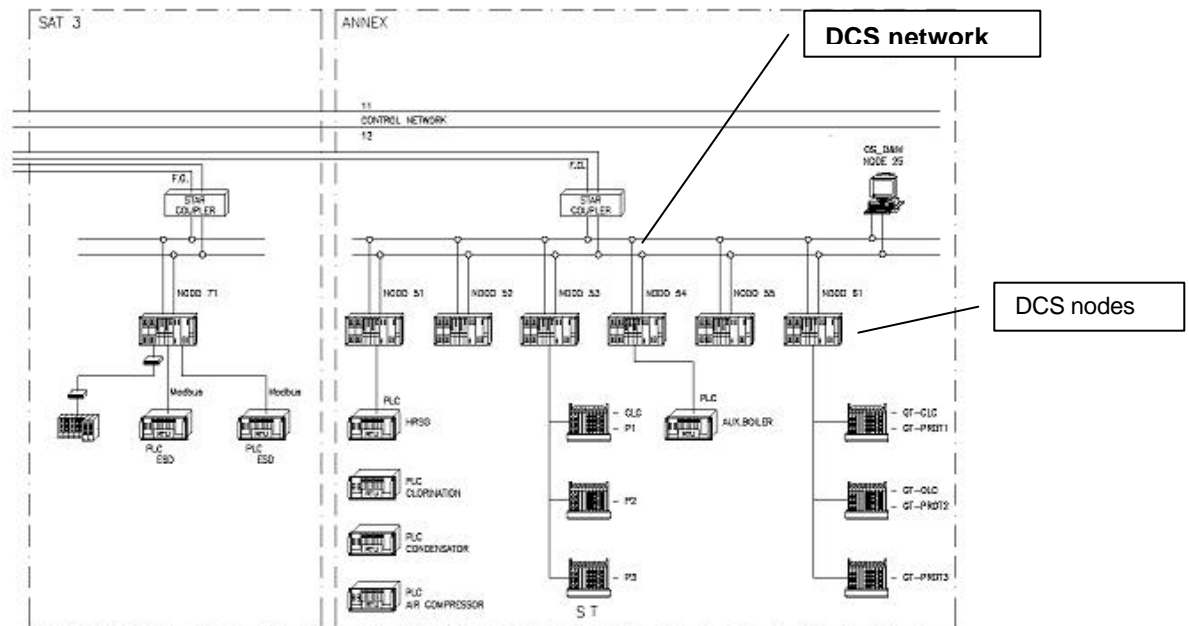 SAT 3
ANNEX
DCS network
11
CONTROL NETWORK
12
F.O.
STAR
COUPLER
F.O.
STAR
COUPLER
NODE 25
NODO 71
NODO 51
NODO 52
NODO 53
NODO 54
NODO 55
NODO 61
DCS nodes
Modbus
Modbus
PLC
ESD
PLC
ESD
PLC
HRSG
PLC
CLORINATION
PLC
CONDENSATOR
PLC
AIR COMPRESSOR
- CLC
- P1
- P2
- P3
S T
PLC
AUX.BOILER
- GT-CLC
- GT-PROT1
- GT-OLC
- GT-PROT2
- GT-PROT3